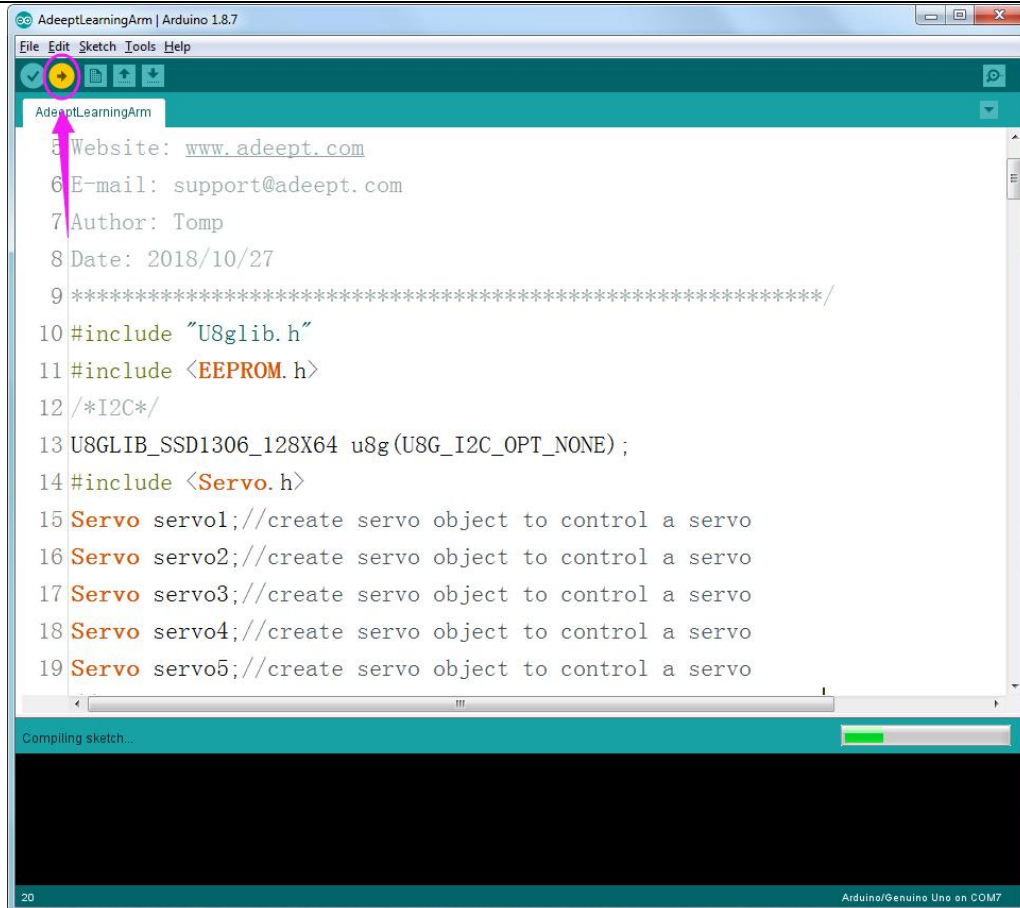 AdeeptLearningArm | Arduino 1.8.7
File Edit Sketch Tools Help
AdeeptLearningArm
5 Website: www.adeept.com
6 E-mail: support@adeept.com
7 Author: Tomp
8 Date: 2018/10/27
9 ***********************************************************/
10 #include "U8glib.h"
11 #include <EEPROM.h>
12 /*I2C*/
13 U8GLIB_SSD1306_128X64 u8g(U8G_I2C_OPT_NONE);
14 #include <Servo.h>
15 Servo servo1;//create servo object to control a servo
16 Servo servo2;//create servo object to control a servo
17 Servo servo3;//create servo object to control a servo
18 Servo servo4;//create servo object to control a servo
19 Servo servo5;//create servo object to control a servo
Compiling sketch...
20 Arduino/Genuino Uno on COM7